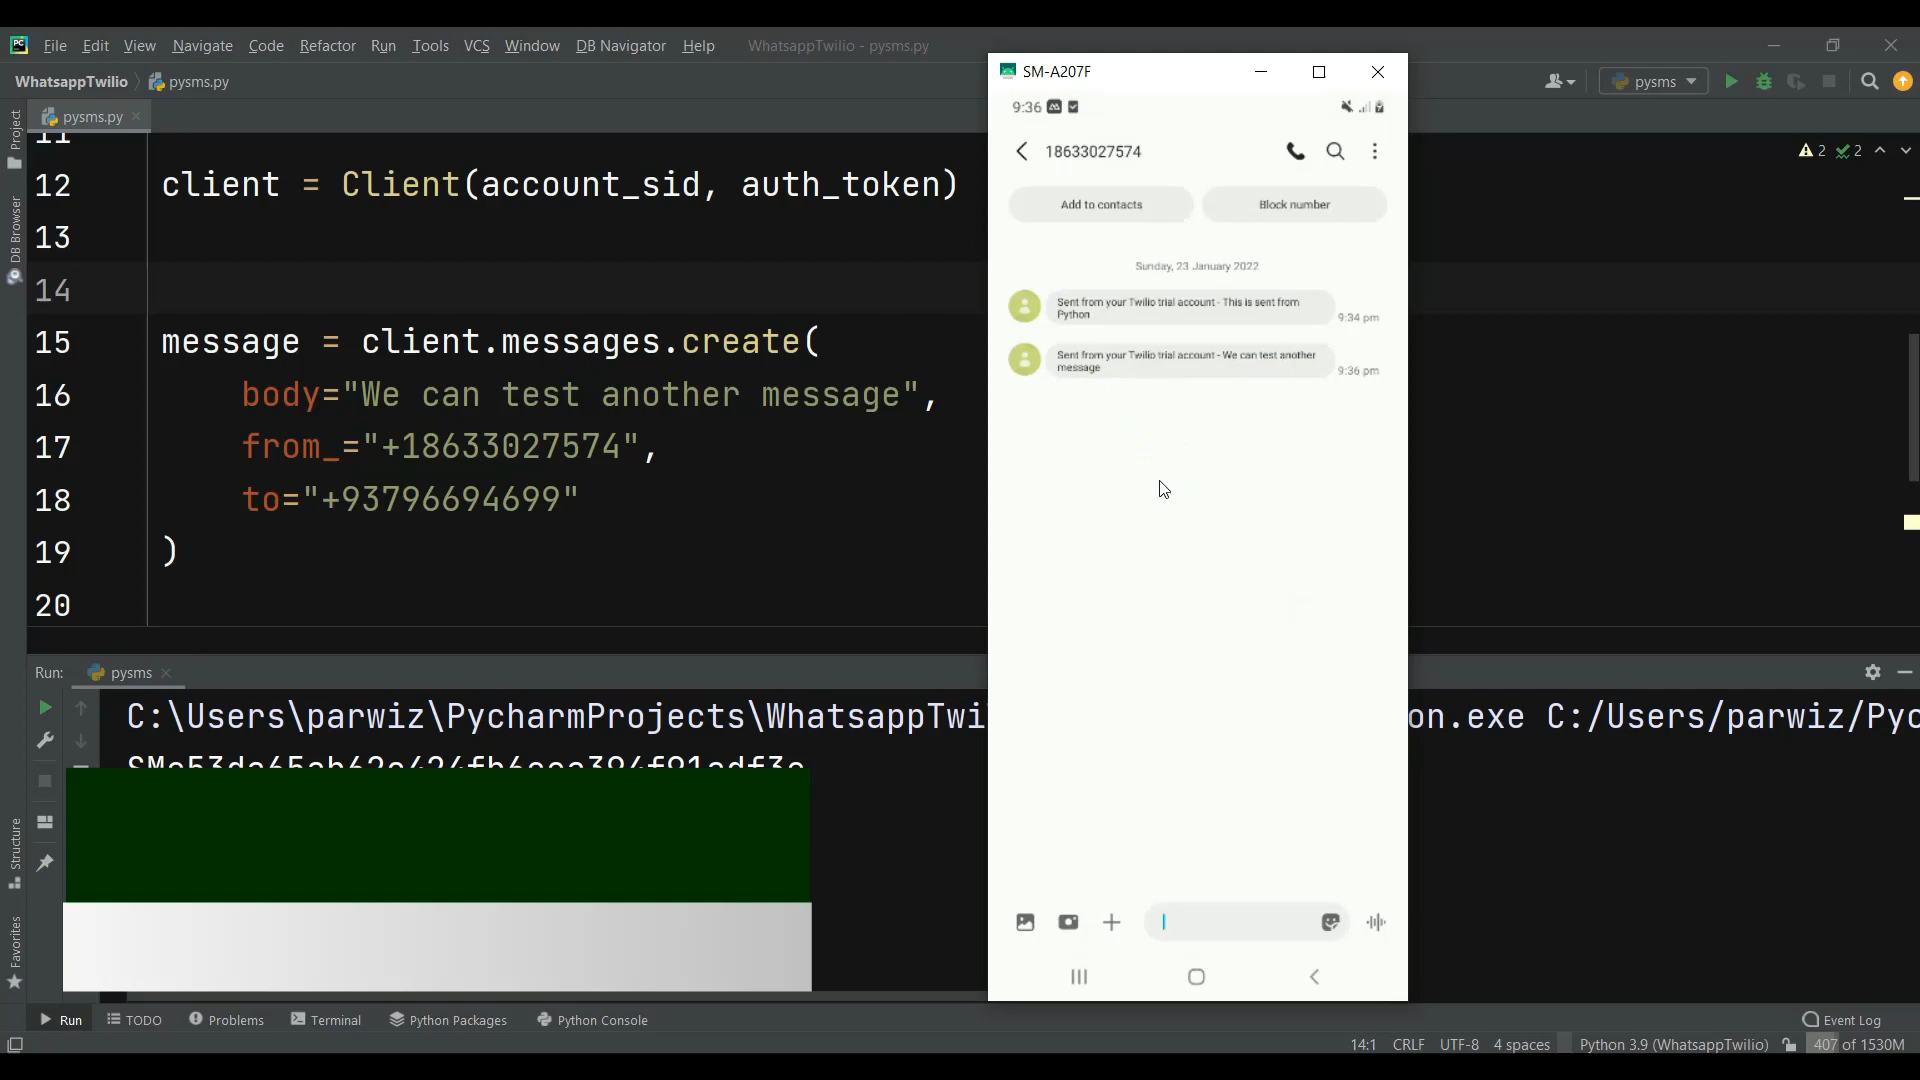 File Edit View Navigate Code Refactor Run Tools VCS Window DB Navigator Help WhatsappTwilio - pysms.py
WhatsappTwilio pysms.py
pysms
pysms.py
Project
DB Browser
Structure
Favorites
11
12 client = Client(account_sid, auth_token)
13
14
15 message = client.messages.create(
16 body="We can test another message",
17 from_="+18633027574",
18 to="+93796694699"
19 )
20
2 2
SM-A207F
9:36
18633027574
Add to contacts Block number
Sunday, 23 January 2022
Sent from your Twilio trial account - This is sent from
Python
9:34 pm
Sent from your Twilio trial account - We can test another
message
9:36 pm
Run: pysms
C:\Users\parwiz\PycharmProjects\WhatsappTwi
on.exe C:/Users/parwiz/Pyc
Run TODO Problems Terminal Python Packages Python Console Event Log
14:1 CRLF UTF-8 4 spaces Python 3.9 (WhatsappTwilio) 407 of 1530M